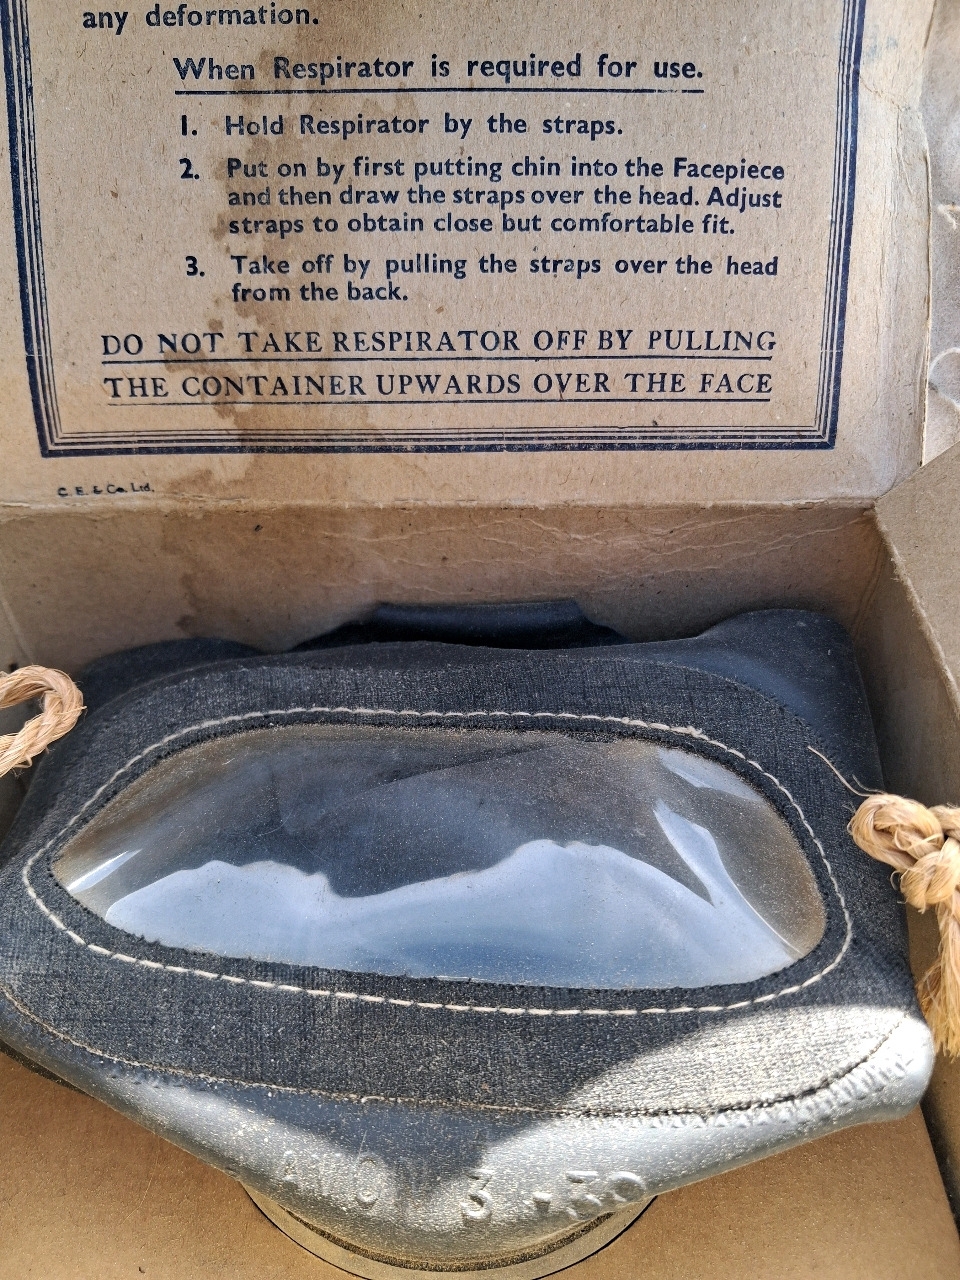 any deformation.
When Respirator is required for use.
1. Hold Respirator by the straps.
2. Put on by first putting chin into the Facepiece
and then draw the straps over the head. Adjust
straps to obtain close but comfortable fit.
3. Take off by pulling the straps over the head
from the back.
DO NOT TAKE RESPIRATOR OFF BY PULLING
THE CONTAINER UPWARDS OVER THE FACE
C. E. & Co. Ltd.